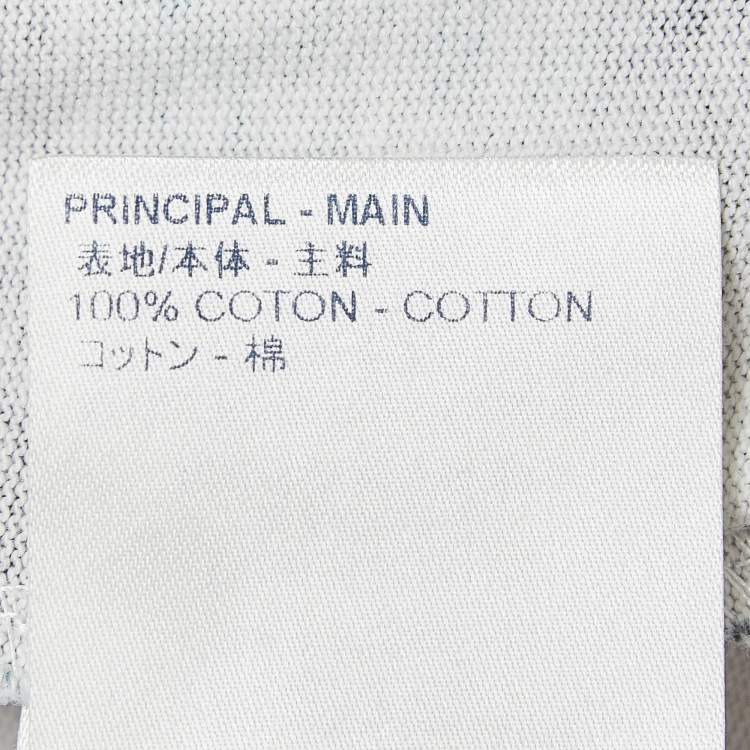 PRINCIPAL - MAIN
表地/本体 - 主料
100% COTON - COTTON
コットン - 棉